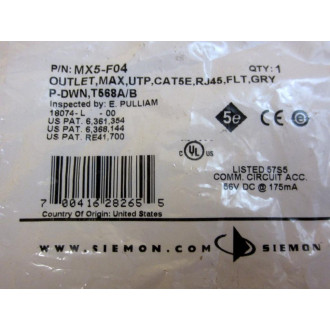 P/N: MX5-F04
QTY: 1
OUTLET,MAX,UTP,CAT5E,RJ45,FLT,GRY
P-DWN,T568A/B
Inspected by: E. PULLIAM
18074- L - 00
US PAT. 6,361,354
US PAT. 6,368,144
US PAT. RE41,700
5e
UL
LISTED 57S5
COMM. CIRCUIT ACC.
56V DC @ 175mA
7 00416 28265 5
Country Of Origin: United States
WWW.SIEMON.COM
SIEMON